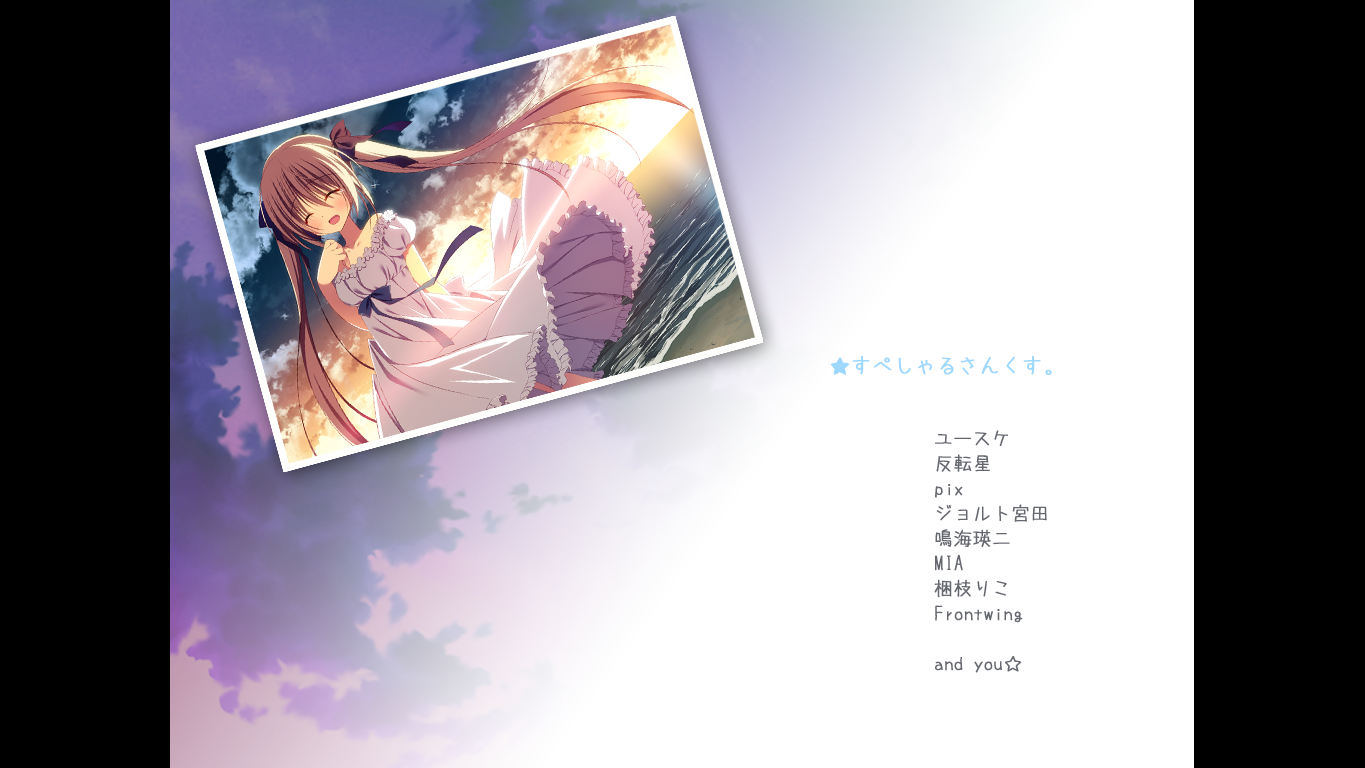 ★すぺしゃるさんくす。
ユースケ
反転星
pix
ジョルト宮田
鳴海瑛二
MIA
梱枝りこ
Frontwing
and you☆